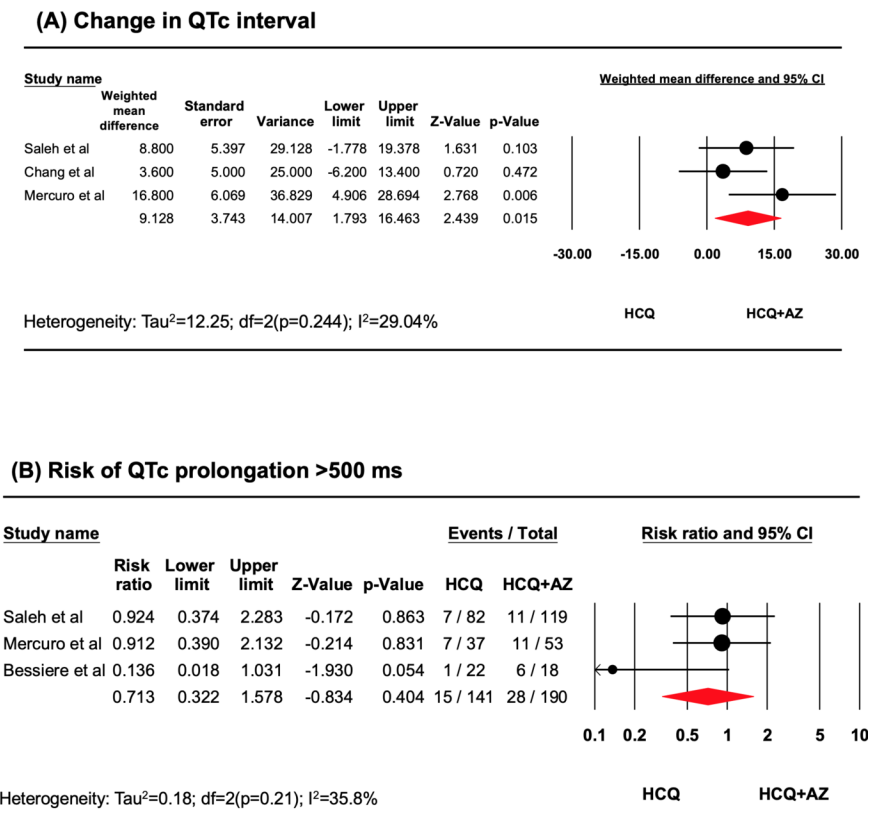 (A) Change in QTc interval
Study name Weighted mean difference and 95% CI
Weighted
mean
difference Standard
error Variance Lower
limit Upper
limit Z-Value p-Value
Saleh et al 8.800 5.397 29.128 -1.778 19.378 1.631 0.103
Chang et al 3.600 5.000 25.000 -6.200 13.400 0.720 0.472
Mercuro et al 16.800 6.069 36.829 4.906 28.694 2.768 0.006
9.128 3.743 14.007 1.793 16.463 2.439 0.015
-30.00 -15.00 0.00 15.00 30.00
HCQ HCQ+AZ
Heterogeneity: Tau²=12.25; df=2(p=0.244); I²=29.04%
(B) Risk of QTc prolongation >500 ms
Study name Events / Total Risk ratio and 95% CI
Risk
ratio Lower
limit Upper
limit Z-Value p-Value HCQ HCQ+AZ
Saleh et al 0.924 0.374 2.283 -0.172 0.863 7 / 82 11 / 119
Mercuro et al 0.912 0.390 2.132 -0.214 0.831 7 / 37 11 / 53
Bessiere et al 0.136 0.018 1.031 -1.930 0.054 1 / 22 6 / 18
0.713 0.322 1.578 -0.834 0.404 15 / 141 28 / 190
0.1 0.2 0.5 1 2 5 10
HCQ HCQ+AZ
Heterogeneity: Tau²=0.18; df=2(p=0.21); I²=35.8%